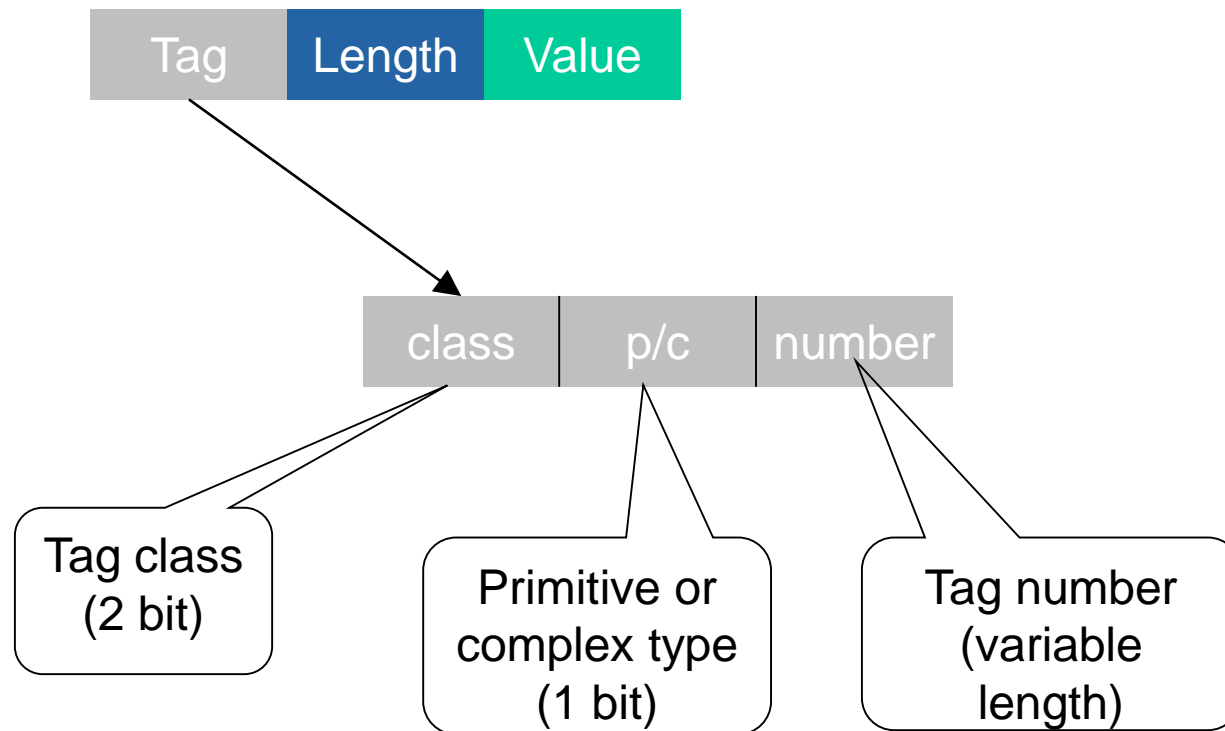 Tag Length Value
class p/c number
Tag class
(2 bit)
Primitive or
complex type
(1 bit)
Tag number
(variable
length)